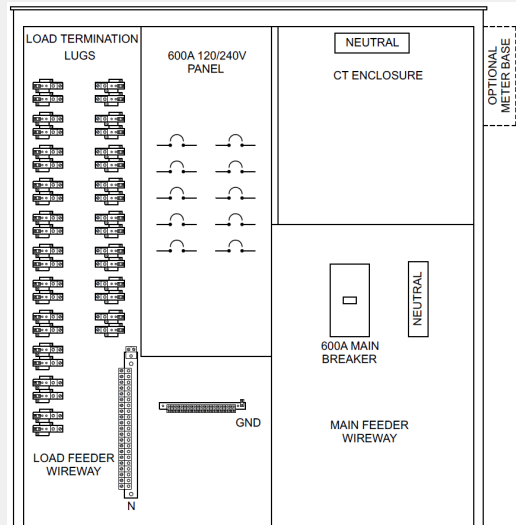 LOAD TERMINATION
LUGS
600A 120/240V
PANEL
NEUTRAL
CT ENCLOSURE
OPTIONAL
METER BASE
NEUTRAL
600A MAIN
BREAKER
GND
MAIN FEEDER
WIREWAY
LOAD FEEDER
WIREWAY
N